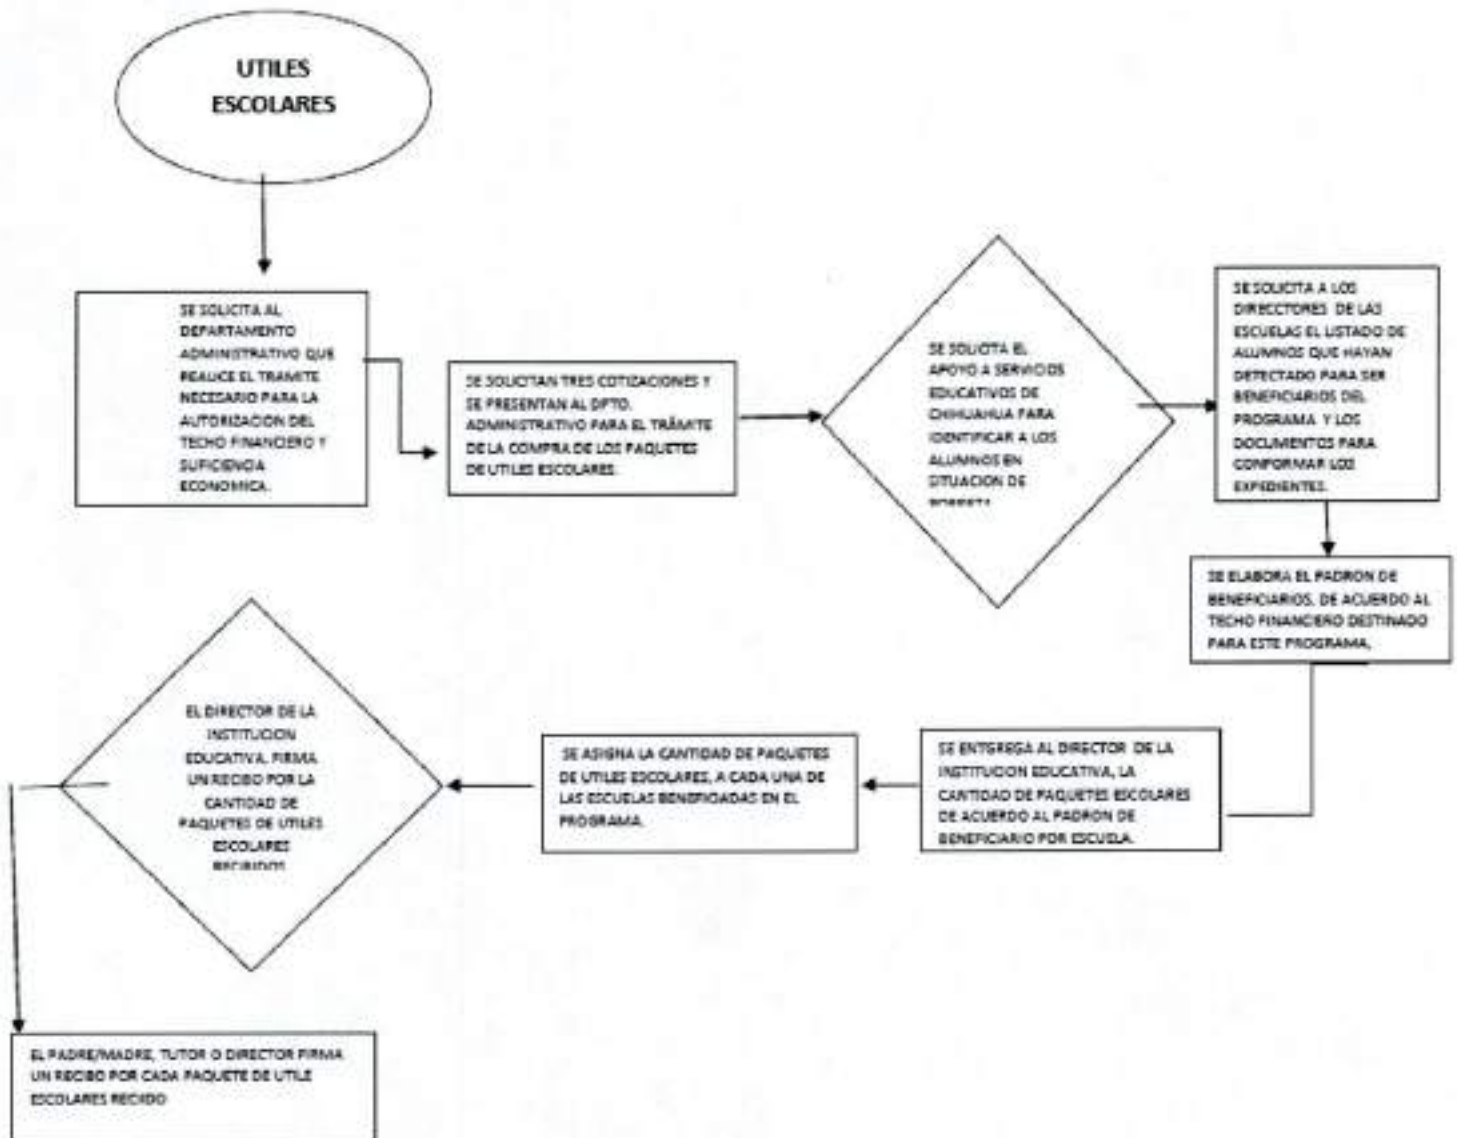 UTILES
ESCOLARES
SE SOLICITA AL
DEPARTAMENTO
ADMINISTRATIVO QUE
REALICE EL TRAMITE
NECESARIO PARA LA
AUTORIZACION DEL
TECHO FINANCIERO Y
SUFICIENCIA
ECONOMICA.
SE SOLICITAN TRES COTIZACIONES Y
SE PRESENTAN AL DPTO.
ADMINISTRATIVO PARA EL TRÁMITE
DE LA COMPRA DE LOS PAQUETES
DE UTILES ESCOLARES.
SE SOLICITA EL
APOYO A SERVICIOS
EDUCATIVOS DE
CHIHUAHUA PARA
IDENTIFICAR A LOS
ALUMNOS EN
SITUACION DE
POBREZA
SE SOLICITA A LOS
DIRECCTORES DE LAS
ESCUELAS EL LISTADO DE
ALUMNOS QUE HAYAN
DETECTADO PARA SER
BENEFICIARIOS DEL
PROGRAMA Y LOS
DOCUMENTOS PARA
CONFORMAR LOS
EXPEDIENTES.
SE ELABORA EL PADRON DE
BENEFICIARIOS, DE ACUERDO AL
TECHO FINANCIERO DESTINADO
PARA ESTE PROGRAMA,
SE ENTGREGA AL DIRECTOR DE LA
INSTITUCION EDUCATIVA, LA
CANTIDAD DE PAQUETES ESCOLARES
DE ACUERDO AL PADRON DE
BENEFICIARIO POR ESCUELA.
SE ASIGNA LA CANTIDAD DE PAQUETES
DE UTILES ESCOLARES, A CADA UNA DE
LAS ESCUELAS BENEFICIADAS EN EL
PROGRAMA.
EL DIRECTOR DE LA
INSTITUCION
EDUCATIVA. FIRMA
UN RECIBO POR LA
CANTIDAD DE
PAQUETES DE UTILES
ESCOLARES
RECIBIDOS
EL PADRE/MADRE, TUTOR O DIRECTOR FIRMA
UN RECIBO POR CADA PAQUETE DE UTILE
ESCOLARES RECIDO